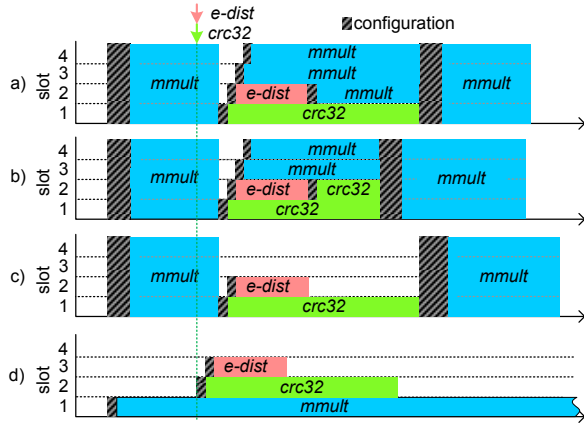 e-dist
crc32
configuration
a)
slot
4
3
2
1
mmult
mmult
mmult
e-dist
mmult
crc32
mmult
b)
slot
4
3
2
1
mmult
mmult
mmult
e-dist
crc32
crc32
mmult
c)
slot
4
3
2
1
mmult
e-dist
crc32
mmult
d)
slot
4
3
2
1
e-dist
crc32
mmult